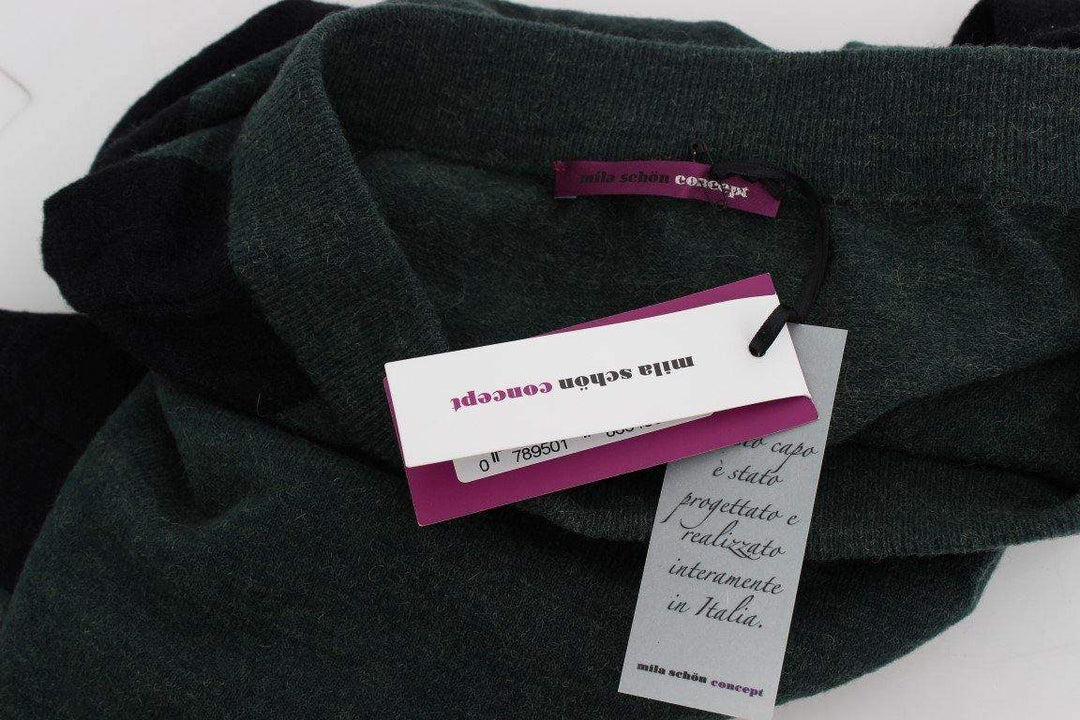 mila schön concept
mila schön concept
0 789501
capo
è stato
progettato e
realizzato
interamente
in Italia.
mila schön concept